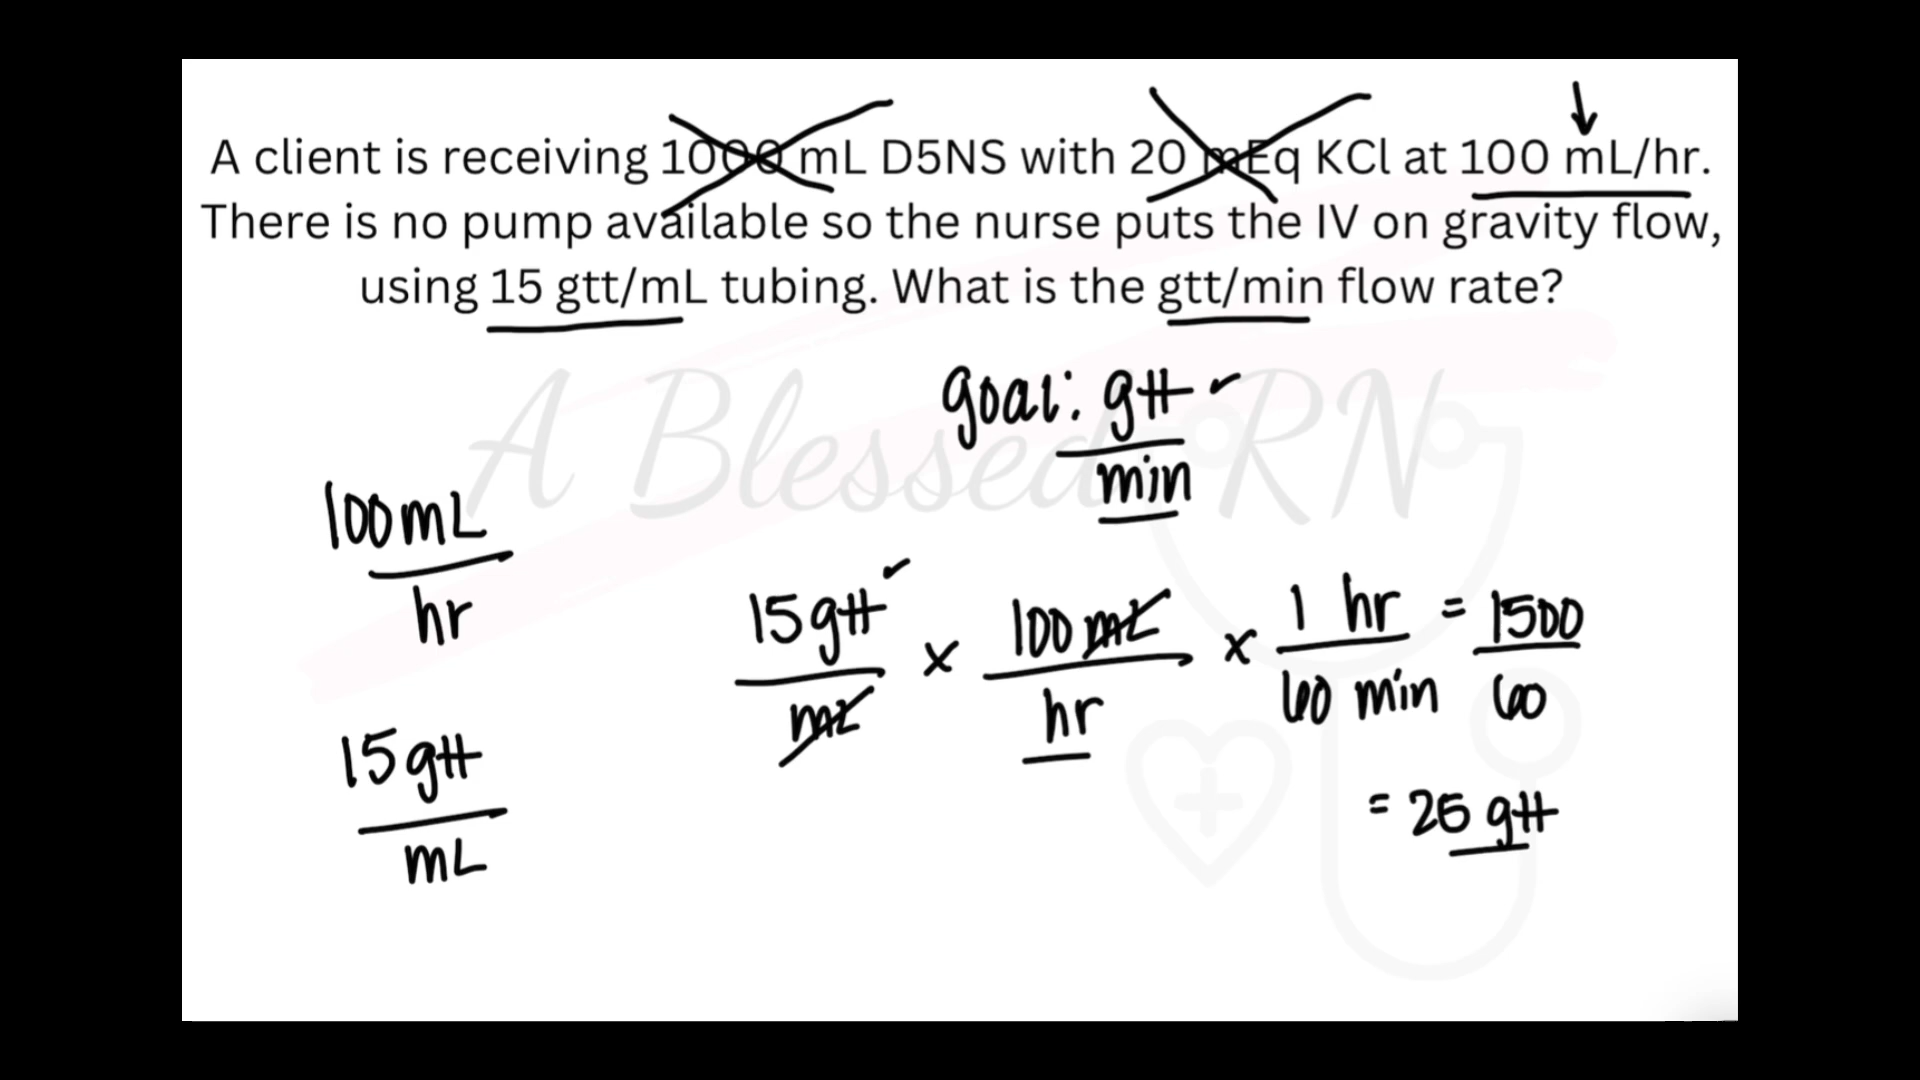 A client is receiving 1000 mL D5NS with 20 mEq KCl at 100 mL/hr.
There is no pump available so the nurse puts the IV on gravity flow,
using 15 gtt/mL tubing. What is the gtt/min flow rate?
A Blessed RN
goal: gtt
min
100 mL
hr
15 gtt
mL
15 gtt x 100 mL x 1 hr = 1500
mL hr 60 min 60
= 25 gtt